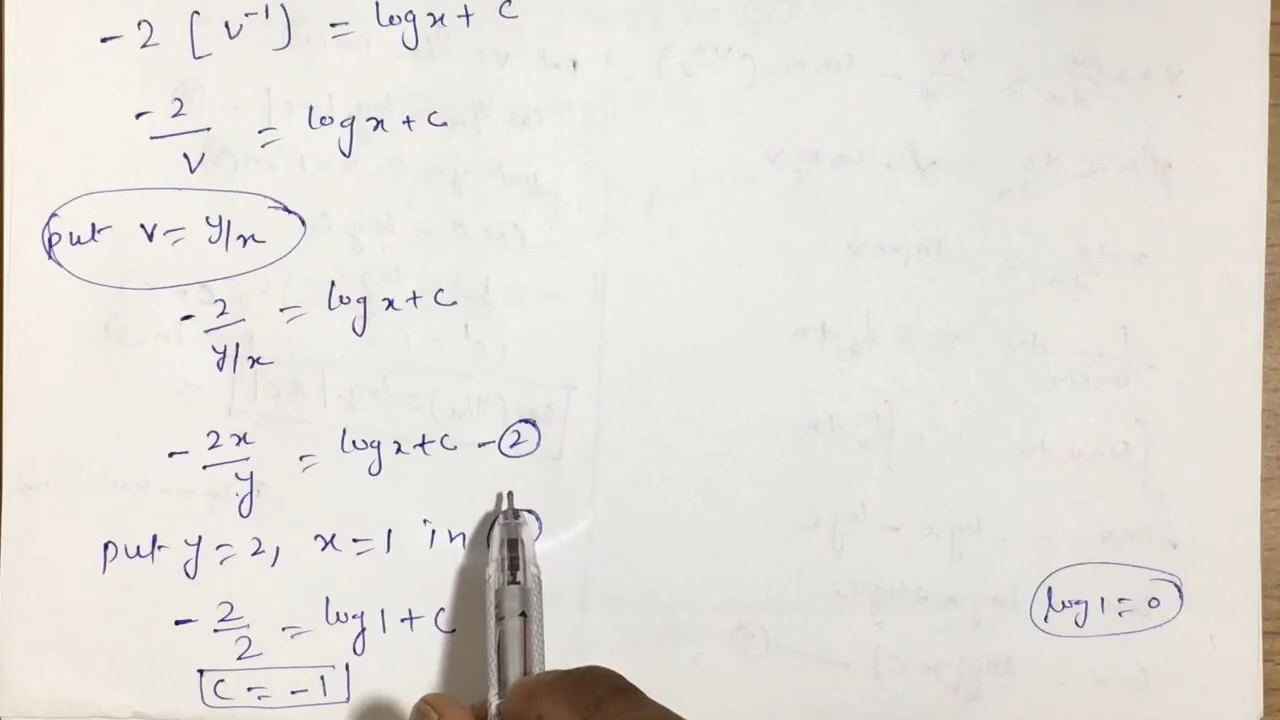 -2 [v⁻¹) = log x + c
-2/v = log x + c
put v = y/x
-2/y/x = log x + c
-2x/y = log x + c - ②
put y = 2, x = 1 in
-2/2 = log 1 + c
log 1 = 0
c = -1